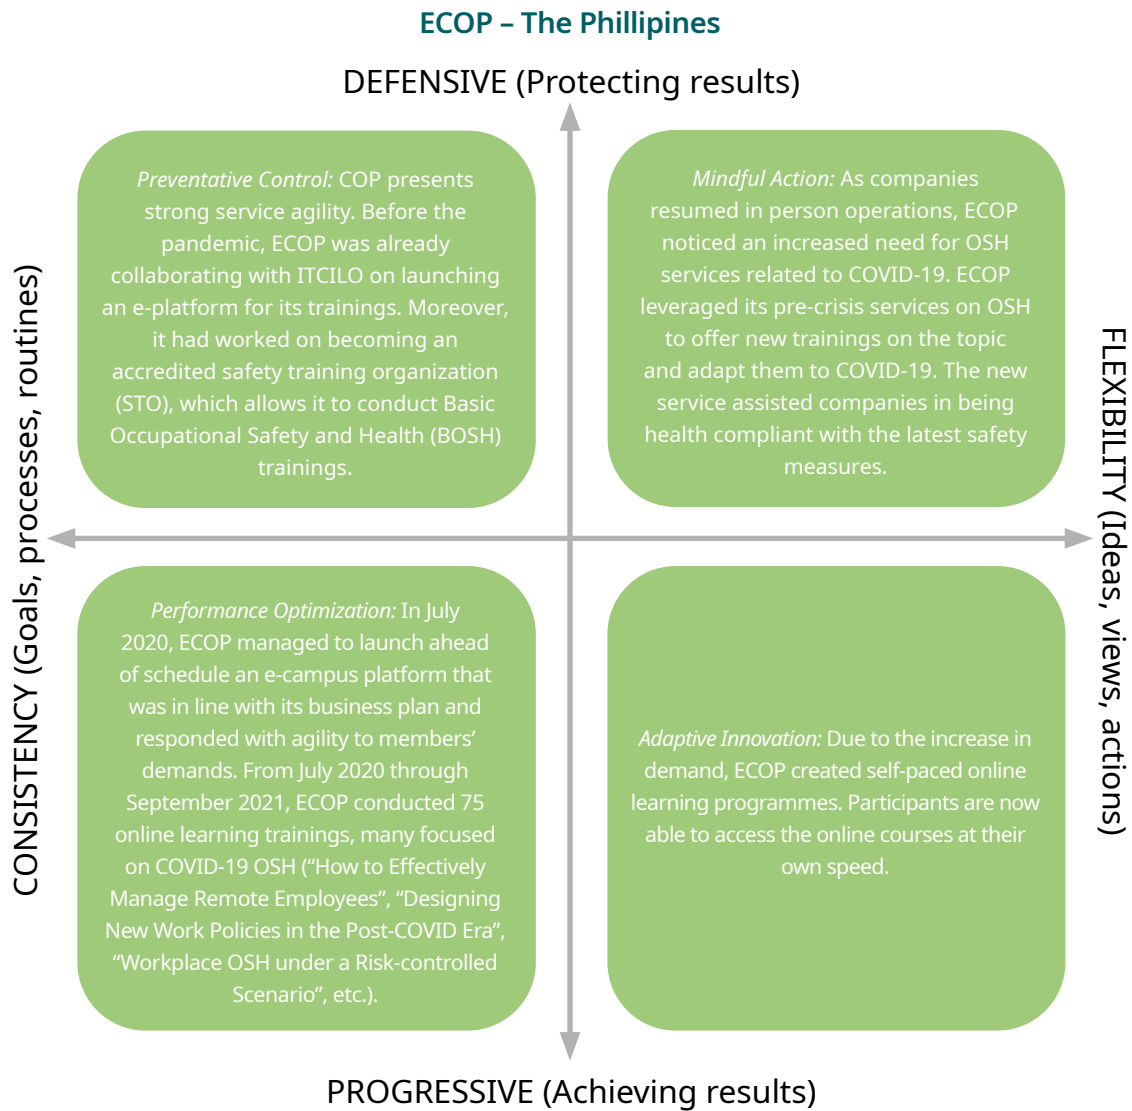 ECOP – The Phillipines
DEFENSIVE (Protecting results)
CONSISTENCY (Goals, processes, routines)
Preventative Control: COP presents
strong service agility. Before the
pandemic, ECOP was already
collaborating with ITCILO on launching
an e-platform for its trainings. Moreover,
it had worked on becoming an
accredited safety training organization
(STO), which allows it to conduct Basic
Occupational Safety and Health (BOSH)
trainings.
Mindful Action: As companies
resumed in person operations, ECOP
noticed an increased need for OSH
services related to COVID-19. ECOP
leveraged its pre-crisis services on OSH
to offer new trainings on the topic
and adapt them to COVID-19. The new
service assisted companies in being
health compliant with the latest safety
measures.
FLEXIBILITY (Ideas, views, actions)
Performance Optimization: In July
2020, ECOP managed to launch ahead
of schedule an e-campus platform that
was in line with its business plan and
responded with agility to members’
demands. From July 2020 through
September 2021, ECOP conducted 75
online learning trainings, many focused
on COVID-19 OSH (“How to Effectively
Manage Remote Employees”, “Designing
New Work Policies in the Post-COVID Era”,
“Workplace OSH under a Risk-controlled
Scenario”, etc.).
Adaptive Innovation: Due to the increase in
demand, ECOP created self-paced online
learning programmes. Participants are now
able to access the online courses at their
own speed.
PROGRESSIVE (Achieving results)